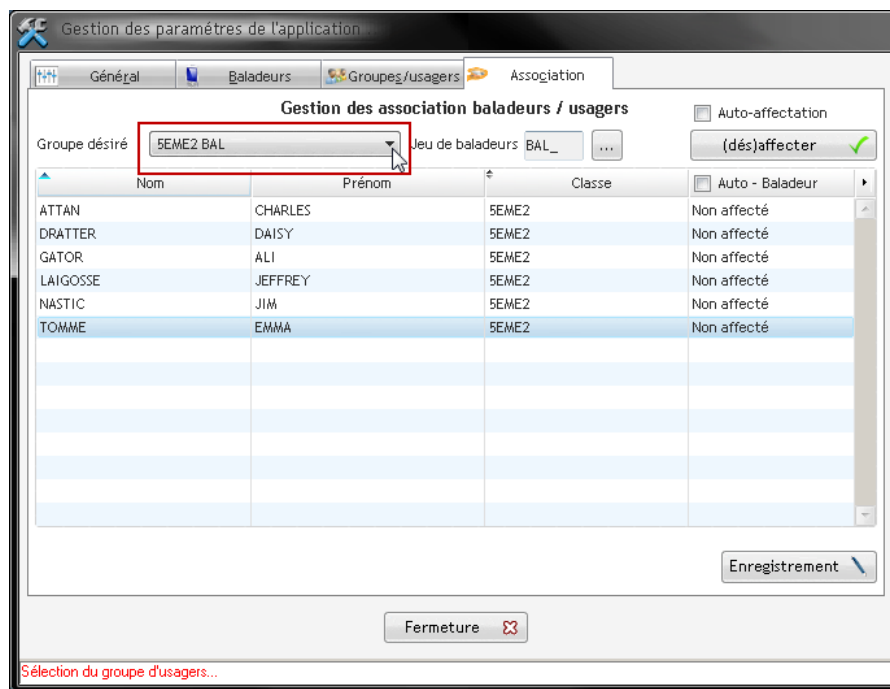 Gestion des paramétres de l'application
Général Baladeurs Groupes/usagers Association
Gestion des association baladeurs / usagers Auto-affectation
Groupe désiré 5EME2 BAL Jeu de baladeurs BAL_ ... (dés)affecter
Nom Prénom Classe Auto - Baladeur
ATTAN CHARLES 5EME2 Non affecté
DRATTER DAISY 5EME2 Non affecté
GATOR ALI 5EME2 Non affecté
LAIGOSSE JEFFREY 5EME2 Non affecté
NASTIC JIM 5EME2 Non affecté
TOMME EMMA 5EME2 Non affecté
Enregistrement
Fermeture
Sélection du groupe d'usagers...